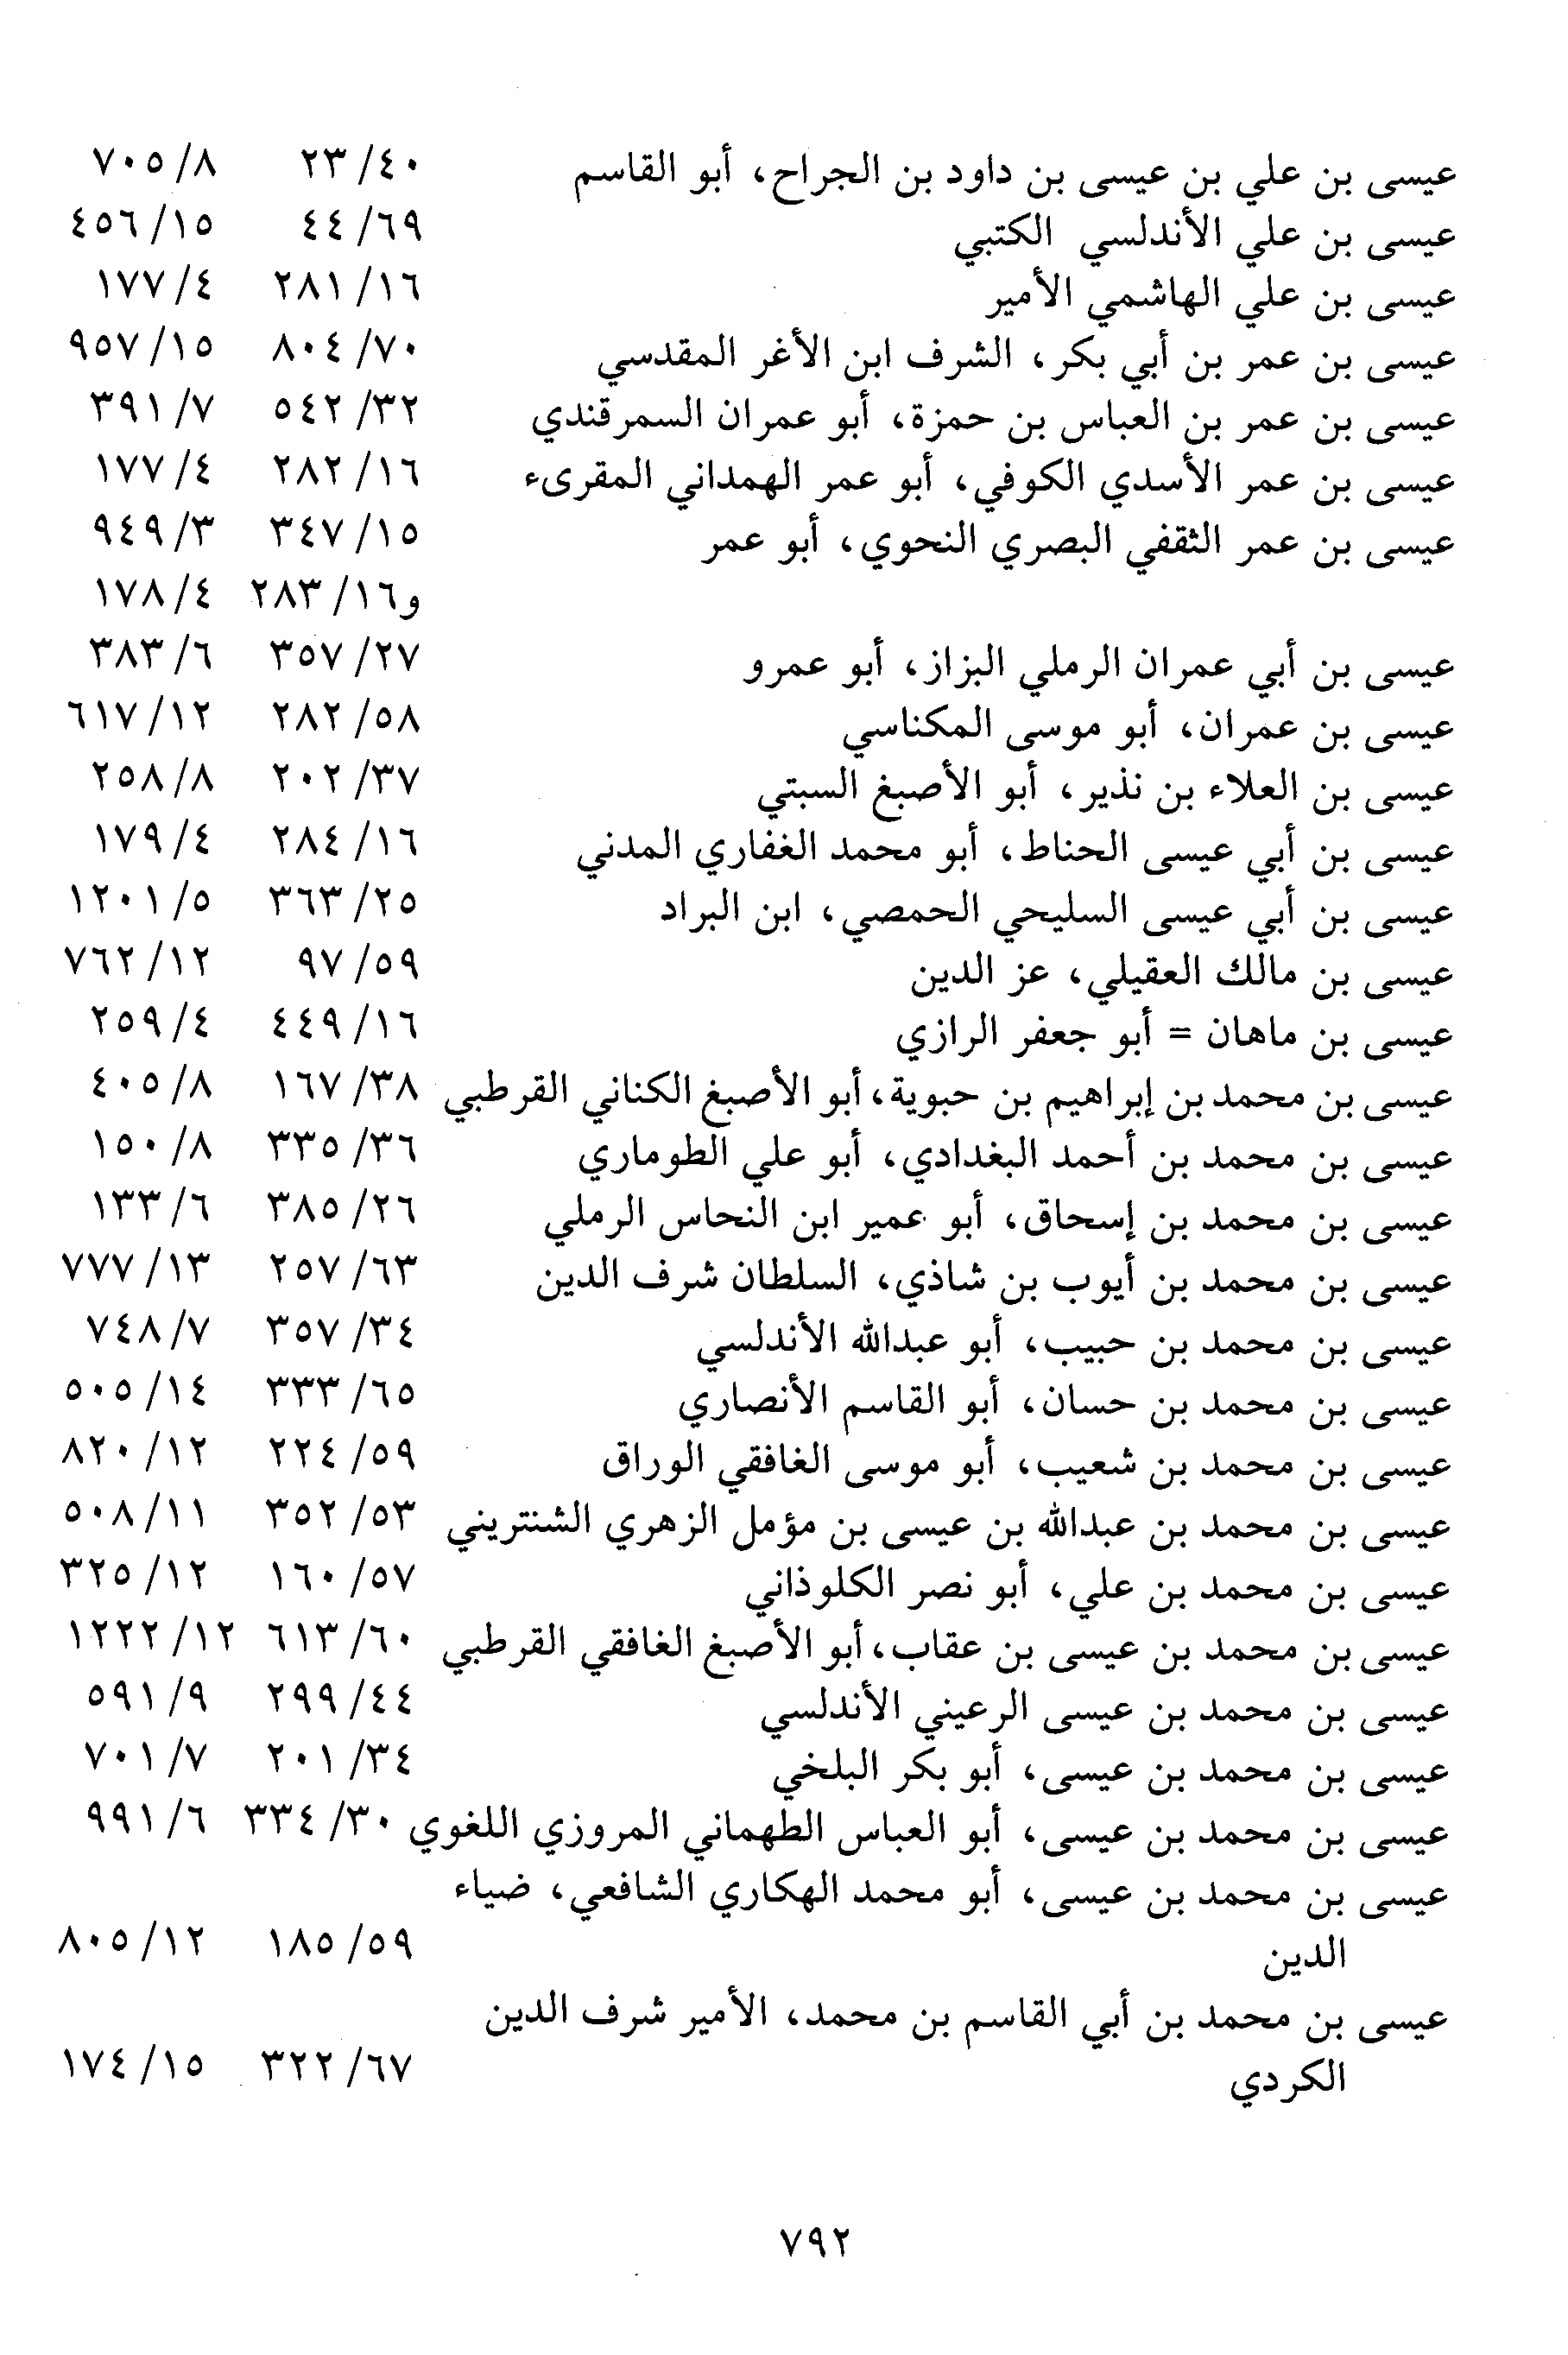 عيسى بن علي بن عيسى بن داود بن الجراح، أبو القاسم ٤٠/ ٢٣ ٨/ ٧٠٥
عيسى بن علي الأندلسي الكتبي ٦٩/ ٤٤ ١٥/ ٤٥٦
عيسى بن علي الهاشمي الأمير ١٦/ ٢٨١ ٤/ ١٧٧
عيسى بن عمر بن أبي بكر، الشرف ابن الأغر المقدسي ٧٠/ ٨٠٤ ١٥/ ٩٥٧
عيسى بن عمر بن العباس بن حمزة، أبو عمران السمرقندي ٣٢/ ٥٤٢ ٧/ ٣٩١
عيسى بن عمر الأسدي الكوفي، أبو عمر الهمداني المقرىء ١٦/ ٢٨٢ ٤/ ١٧٧
عيسى بن عمر الثقفي البصري النحوي، أبو عمر ١٥/ ٣٤٧ ٣/ ٩٤٩
و١٦/ ٢٨٣ ٤/ ١٧٨
عيسى بن أبي عمران الرملي البزاز، أبو عمرو ٢٧/ ٣٥٧ ٦/ ٣٨٣
عيسى بن عمران، أبو موسى المكناسي ٥٨/ ٢٨٢ ١٢/ ٦١٧
عيسى بن العلاء بن نذير، أبو الأصبغ السبتي ٣٧/ ٢٠٢ ٨/ ٢٥٨
عيسى بن أبي عيسى الحناط، أبو محمد الغفاري المدني ١٦/ ٢٨٤ ٤/ ١٧٩
عيسى بن أبي عيسى السليحي الحمصي، ابن البراد ٢٥/ ٣٦٣ ٥/ ١٢٠١
عيسى بن مالك العقيلي، عز الدين ٥٩/ ٩٧ ١٢/ ٧٦٢
عيسى بن ماهان = أبو جعفر الرازي ١٦/ ٤٤٩ ٤/ ٢٥٩
عيسى بن محمد بن إبراهيم بن حبوية، أبو الأصبغ الكناني القرطبي ٣٨/ ١٦٧ ٨/ ٤٠٥
عيسى بن محمد بن أحمد البغدادي، أبو علي الطوماري ٣٦/ ٣٣٥ ٨/ ١٥٠
عيسى بن محمد بن إسحاق، أبو عمير ابن النحاس الرملي ٢٦/ ٣٨٥ ٦/ ١٣٣
عيسى بن محمد بن أيوب بن شاذي، السلطان شرف الدين ٦٣/ ٢٥٧ ١٣/ ٧٧٧
عيسى بن محمد بن حبيب، أبو عبدالله الأندلسي ٣٤/ ٣٥٧ ٧/ ٧٤٨
عيسى بن محمد بن حسان، أبو القاسم الأنصاري ٦٥/ ٣٣٣ ١٤/ ٥٠٥
عيسى بن محمد بن شعيب، أبو موسى الغافقي الوراق ٥٩/ ٢٢٤ ١٢/ ٨٢٠
عيسى بن محمد بن عبدالله بن عيسى بن مؤمل الزهري الشنتريني ٥٣/ ٣٥٢ ١١/ ٥٠٨
عيسى بن محمد بن علي، أبو نصر الكلوذاني ٥٧/ ١٦٠ ١٢/ ٣٢٥
عيسى بن محمد بن عيسى بن عقاب، أبو الأصبغ الغافقي القرطبي ٦٠/ ٦١٣ ١٢/ ١٢٢٢
عيسى بن محمد بن عيسى الرعيني الأندلسي ٤٤/ ٢٩٩ ٩/ ٥٩١
عيسى بن محمد بن عيسى، أبو بكر البلخي ٣٤/ ٢٠١ ٧/ ٧٠١
عيسى بن محمد بن عيسى، أبو العباس الطهماني المروزي اللغوي ٣٠/ ٣٣٤ ٦/ ٩٩١
عيسى بن محمد بن عيسى، أبو محمد الهكاري الشافعي، ضياء
الدين ٥٩/ ١٨٥ ١٢/ ٨٠٥
عيسى بن محمد بن أبي القاسم بن محمد، الأمير شرف الدين
الكردي ٦٧/ ٣٢٢ ١٥/ ١٧٤
٧٩٢